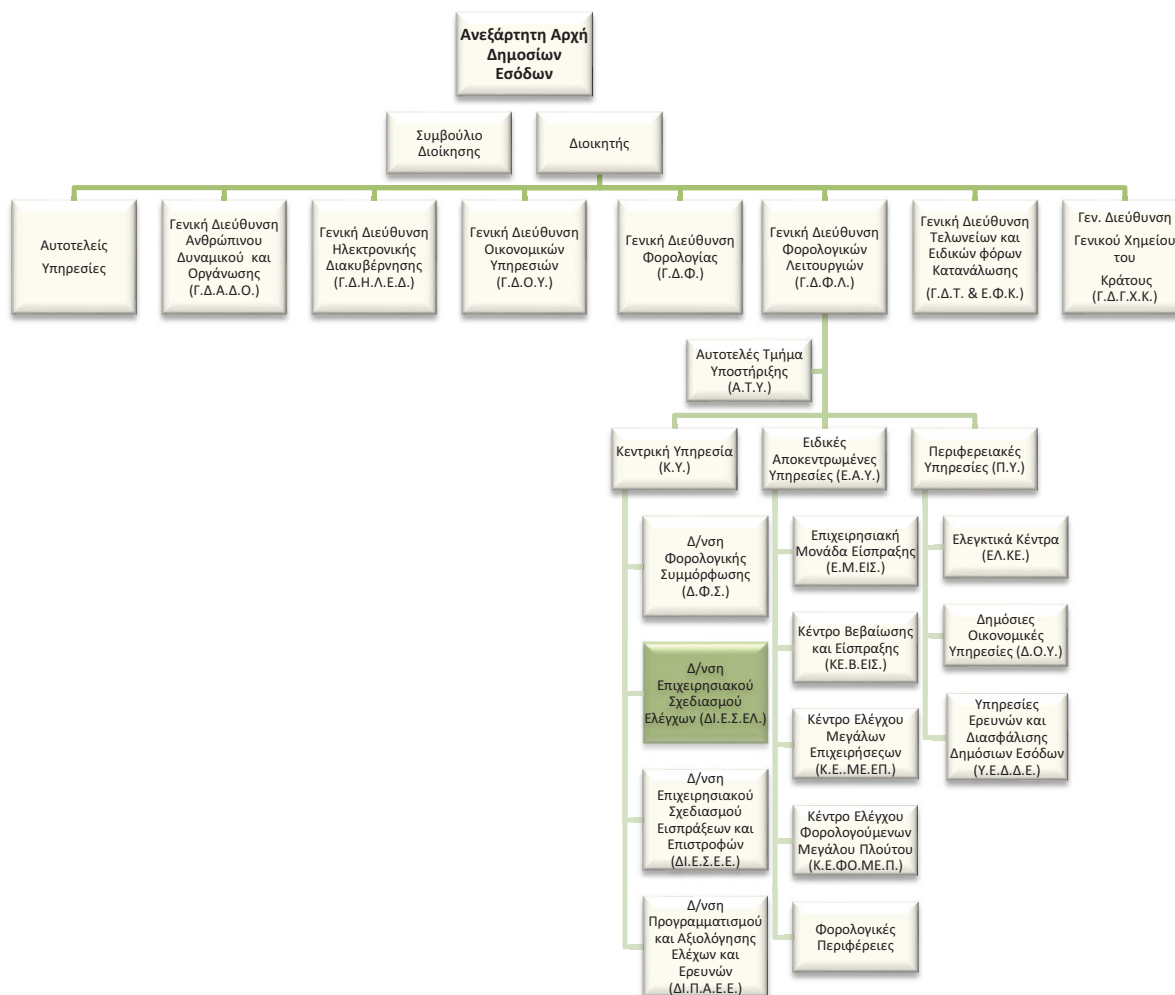 Ανεξάρτητη Αρχή
Δημοσίων
Εσόδων
Συμβούλιο
Διοίκησης
Διοικητής
Αυτοτελείς
Υπηρεσίες
Γενική Διεύθυνση
Ανθρώπινου
Δυναμικού και
Οργάνωσης
(Γ.Δ.Α.Δ.Ο.)
Γενική Διεύθυνση
Ηλεκτρονικής
Διακυβέρνησης
(Γ.Δ.Η.Λ.Ε.Δ.)
Γενική Διεύθυνση
Οικονομικών
Υπηρεσιών
(Γ.Δ.Ο.Υ.)
Γενική Διεύθυνση
Φορολογίας
(Γ.Δ.Φ.)
Γενική Διεύθυνση
Φορολογικών
Λειτουργιών
(Γ.Δ.Φ.Λ.)
Γενική Διεύθυνση
Τελωνείων και
Ειδικών φόρων
Κατανάλωσης
(Γ.Δ.Τ. & Ε.Φ.Κ.)
Γεν. Διεύθυνση
Γενικού Χημείου
του
Κράτους
(Γ.Δ.Γ.Χ.Κ.)
Αυτοτελές Τμήμα
Υποστήριξης
(Α.Τ.Υ.)
Κεντρική Υπηρεσία
(Κ.Υ.)
Ειδικές
Αποκεντρωμένες
Υπηρεσίες (Ε.Α.Υ.)
Περιφερειακές
Υπηρεσίες (Π.Υ.)
Δ/νση
Φορολογικής
Συμμόρφωσης
(Δ.Φ.Σ.)
Δ/νση
Επιχειρησιακού
Σχεδιασμού
Ελέγχων (ΔΙ.Ε.Σ.ΕΛ.)
Δ/νση
Επιχειρησιακού
Σχεδιασμού
Εισπράξεων και
Επιστροφών
(ΔΙ.Ε.Σ.Ε.Ε.)
Δ/νση
Προγραμματισμού
και Αξιολόγησης
Ελέχων και
Ερευνών
(ΔΙ.Π.Α.Ε.Ε.)
Επιχειρησιακή
Μονάδα Είσπραξης
(Ε.Μ.ΕΙΣ.)
Κέντρο Βεβαίωσης
και Είσπραξης
(ΚΕ.Β.ΕΙΣ.)
Κέντρο Ελέγχου
Μεγάλων
Επιχειρήσεςων
(Κ.Ε..ΜΕ.ΕΠ.)
Κέντρο Ελέγχου
Φορολογούμενων
Μεγάλου Πλούτου
(Κ.Ε.ΦΟ.ΜΕ.Π.)
Φορολογικές
Περιφέρειες
Ελεγκτικά Κέντρα
(ΕΛ.ΚΕ.)
Δημόσιες
Οικονομικές
Υπηρεσίες (Δ.Ο.Υ.)
Υπηρεσίες
Ερευνών και
Διασφάλισης
Δημόσιων Εσόδων
(Υ.Ε.Δ.Δ.Ε.)